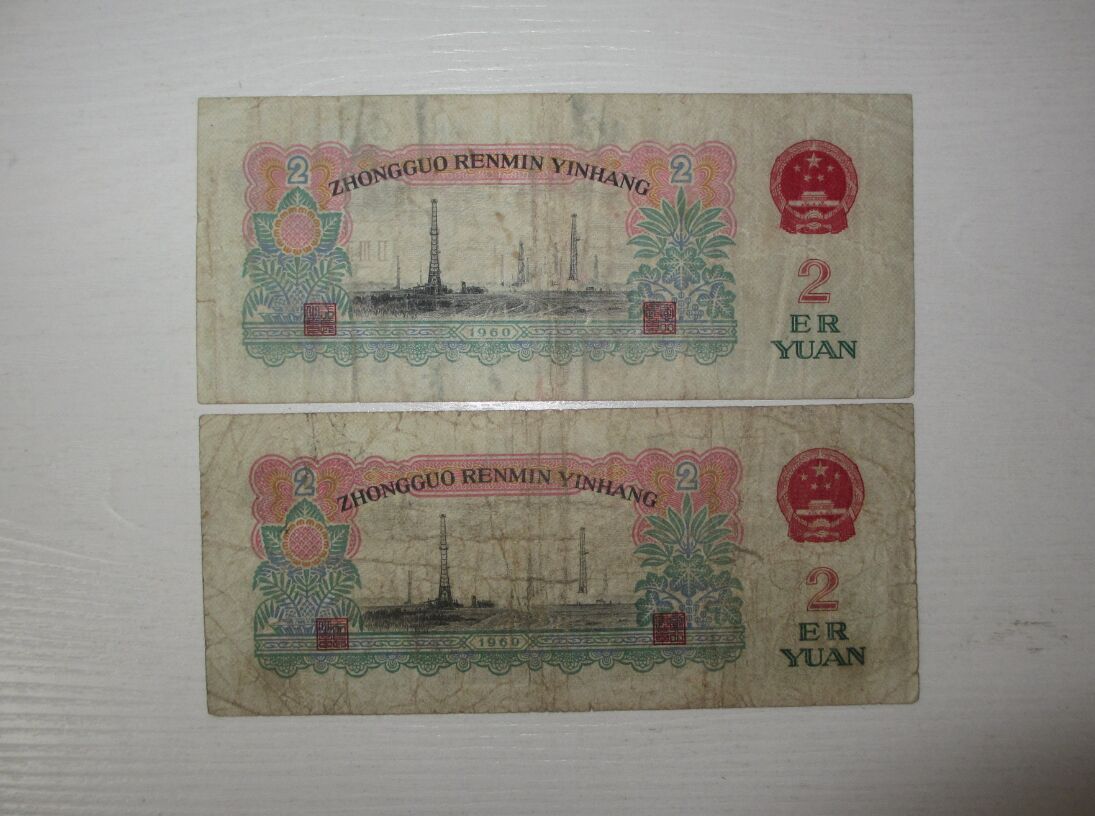 2 ZHONGGUO RENMIN YINHANG 2
1960
2
ER
YUAN
2 ZHONGGUO RENMIN YINHANG 2
1960
2
ER
YUAN